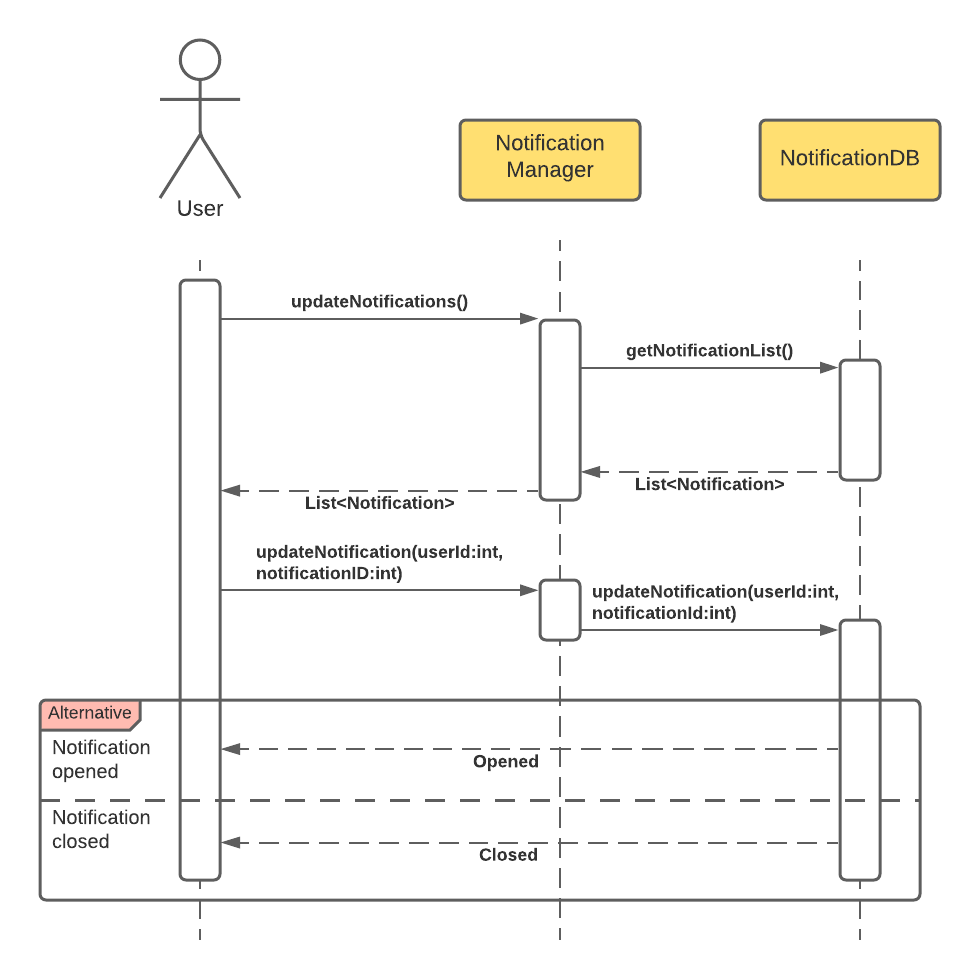 User
Notification
Manager
NotificationDB
updateNotifications()
getNotificationList()
List<Notification>
List<Notification>
updateNotification(userId:int,
notificationID:int)
updateNotification(userId:int,
notificationId:int)
Alternative
Notification
opened
Opened
Notification
closed
Closed